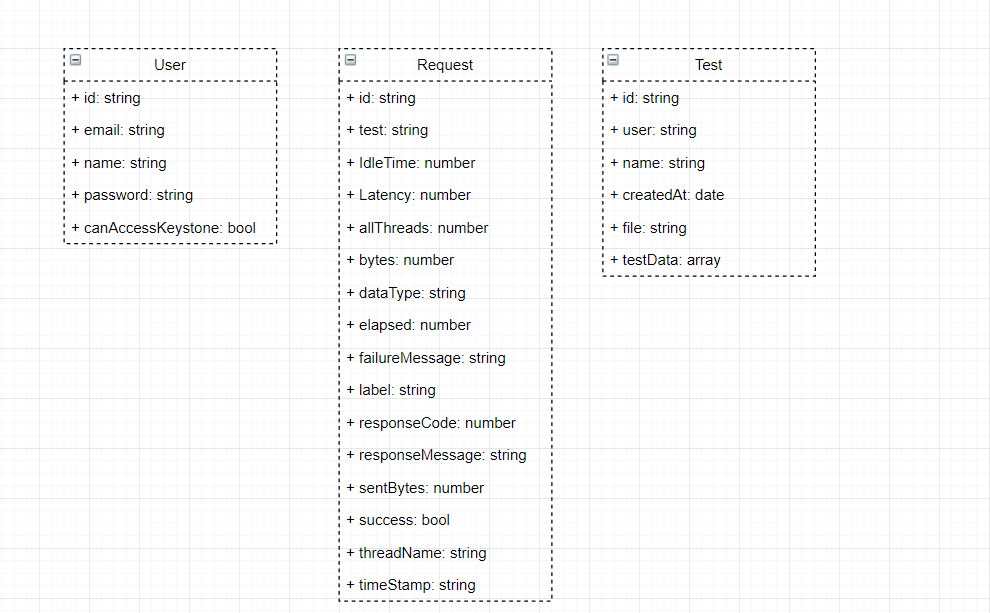 User
+ id: string
+ email: string
+ name: string
+ password: string
+ canAccessKeystone: bool
Request
+ id: string
+ test: string
+ IdleTime: number
+ Latency: number
+ allThreads: number
+ bytes: number
+ dataType: string
+ elapsed: number
+ failureMessage: string
+ label: string
+ responseCode: number
+ responseMessage: string
+ sentBytes: number
+ success: bool
+ threadName: string
+ timeStamp: string
Test
+ id: string
+ user: string
+ name: string
+ createdAt: date
+ file: string
+ testData: array